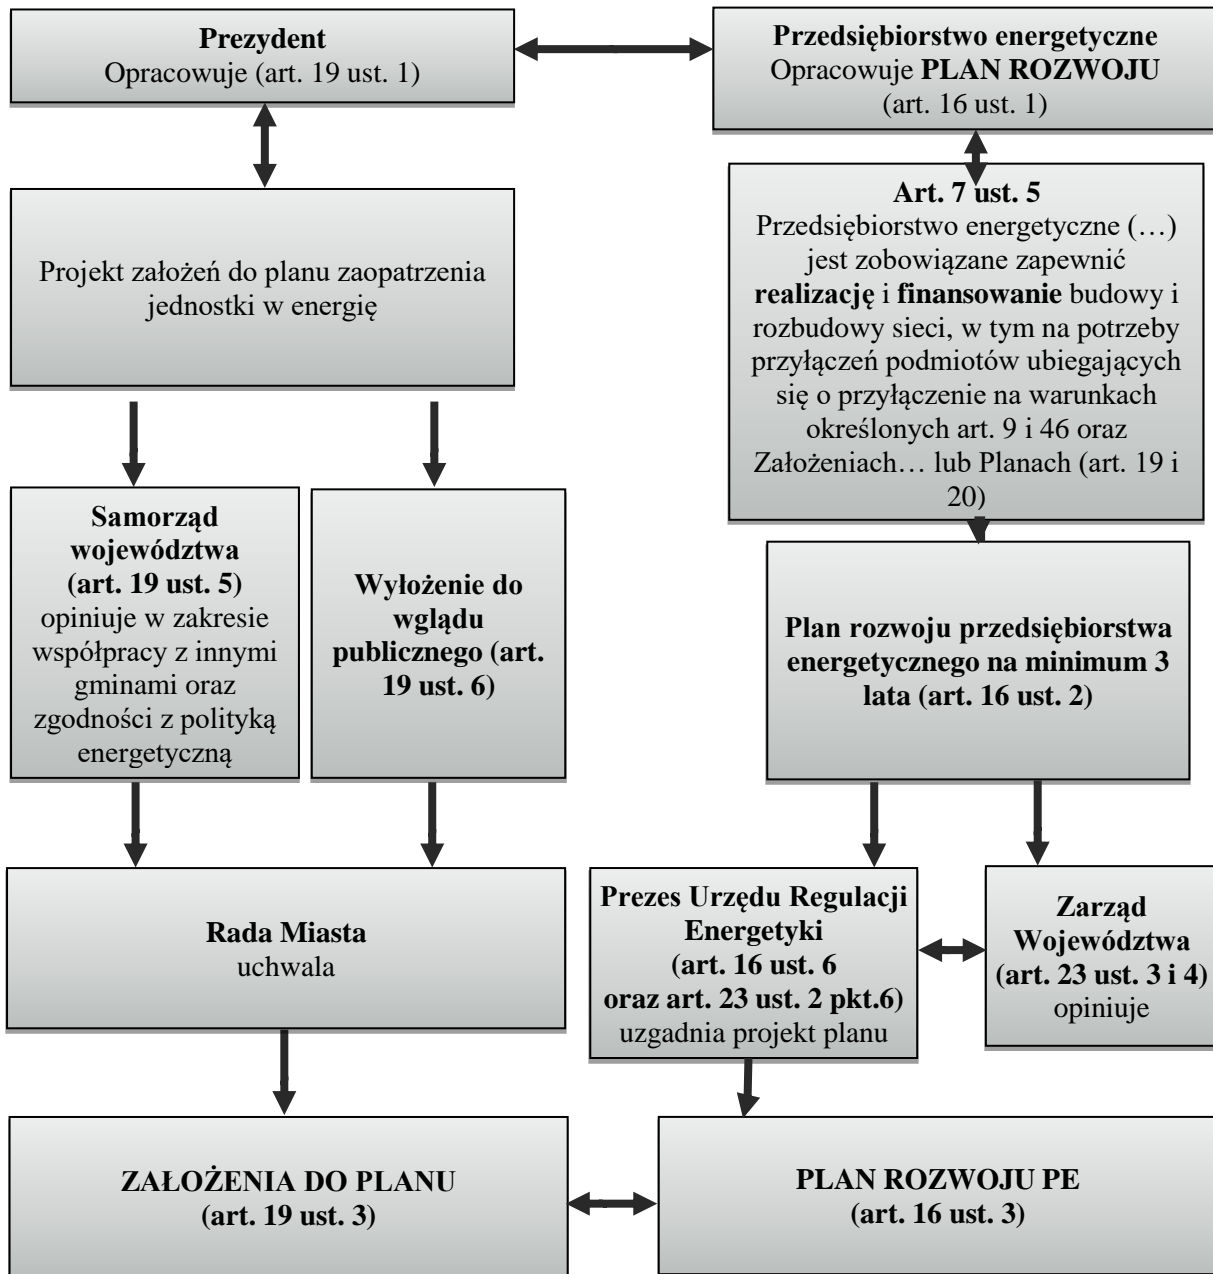 Prezydent
Opracowuje (art. 19 ust. 1)
Przedsiębiorstwo energetyczne
Opracowuje PLAN ROZWOJU
(art. 16 ust. 1)
Projekt założeń do planu zaopatrzenia
jednostki w energię
Art. 7 ust. 5
Przedsiębiorstwo energetyczne (…)
jest zobowiązane zapewnić
realizację i finansowanie budowy i
rozbudowy sieci, w tym na potrzeby
przyłączeń podmiotów ubiegających
się o przyłączenie na warunkach
określonych art. 9 i 46 oraz
Założeniach… lub Planach (art. 19 i
20)
Samorząd
województwa
(art. 19 ust. 5)
opiniuje w zakresie
współpracy z innymi
gminami oraz
zgodności z polityką
energetyczną
Wyłożenie do
wglądu
publicznego (art.
19 ust. 6)
Plan rozwoju przedsiębiorstwa
energetycznego na minimum 3
lata (art. 16 ust. 2)
Rada Miasta
uchwala
Prezes Urzędu Regulacji
Energetyki
(art. 16 ust. 6
oraz art. 23 ust. 2 pkt.6)
uzgadnia projekt planu
Zarząd
Województwa
(art. 23 ust. 3 i 4)
opiniuje
ZAŁOŻENIA DO PLANU
(art. 19 ust. 3)
PLAN ROZWOJU PE
(art. 16 ust. 3)